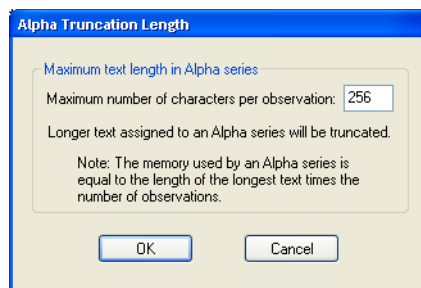 Alpha Truncation Length
Maximum text length in Alpha series
Maximum number of characters per observation: 256
Longer text assigned to an Alpha series will be truncated.
Note: The memory used by an Alpha series is
equal to the length of the longest text times the
number of observations.
OK Cancel